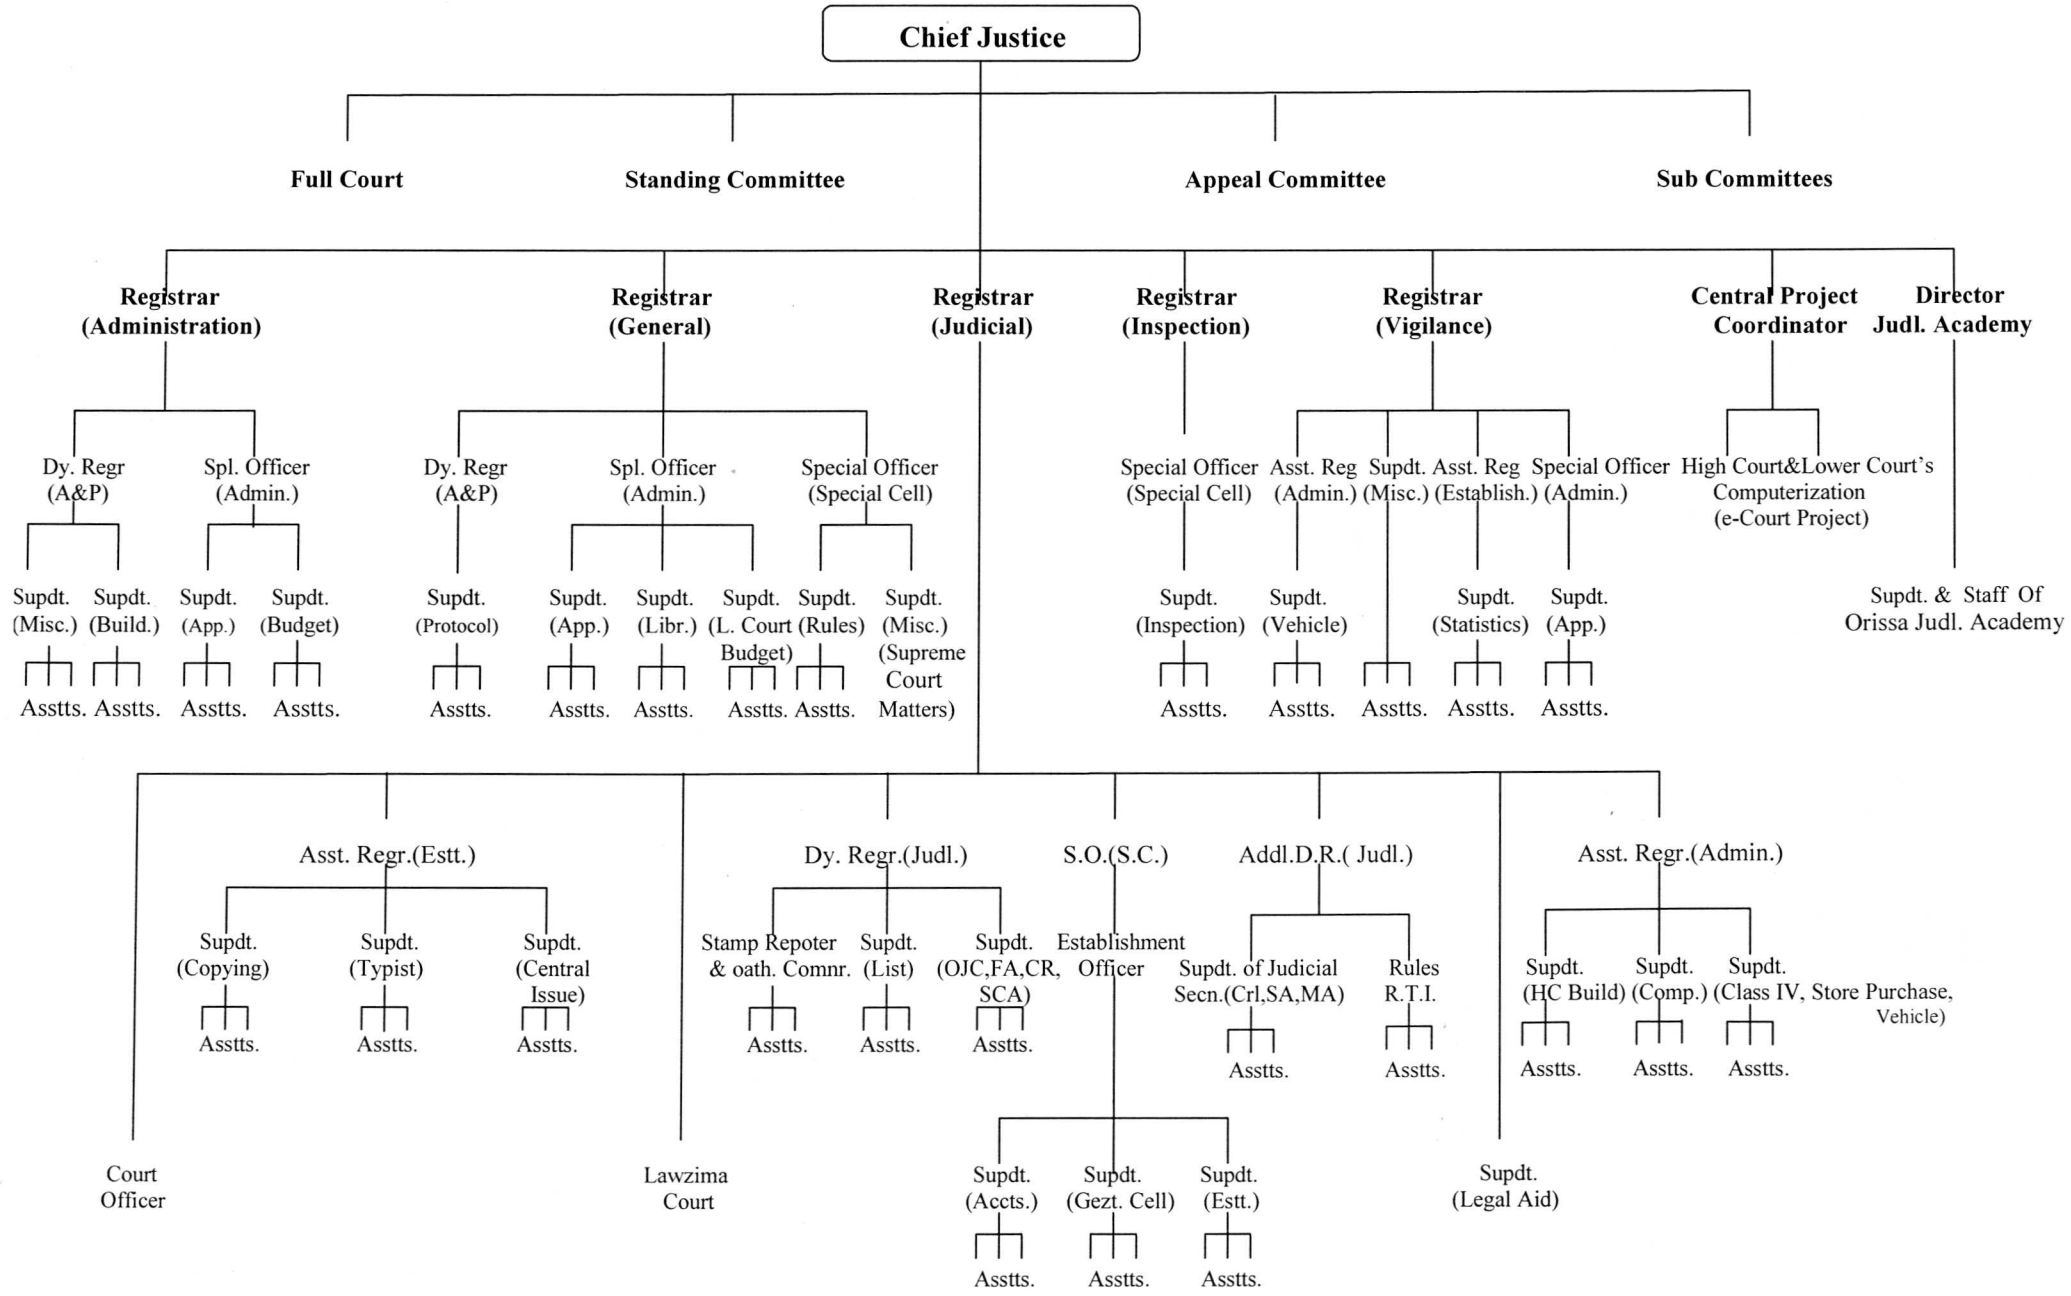 Chief Justice
Full Court
Standing Committee
Appeal Committee
Sub Committees
Registrar
(Administration)
Registrar
(General)
Registrar
(Judicial)
Registrar
(Inspection)
Registrar
(Vigilance)
Central Project
Coordinator
Director
Judl. Academy
Dy. Regr
(A&P)
Spl. Officer
(Admin.)
Dy. Regr
(A&P)
Spl. Officer
(Admin.)
Special Officer
(Special Cell)
Special Officer
(Special Cell)
Asst. Reg
(Admin.)
Supdt.
(Misc.)
Asst. Reg
(Establish.)
Special Officer
(Admin.)
High Court&Lower Court's
Computerization
(e-Court Project)
Supdt.
(Misc.)
Supdt.
(Build.)
Supdt.
(App.)
Supdt.
(Budget)
Supdt.
(Protocol)
Supdt.
(App.)
Supdt.
(Libr.)
Supdt.
(L. Court
Budget)
Supdt.
(Rules)
Supdt.
(Misc.)
(Supreme
Court
Matters)
Supdt.
(Inspection)
Supdt.
(Vehicle)
Supdt.
(Statistics)
Supdt.
(App.)
Supdt. & Staff Of
Orissa Judl. Academy
Asstts.
Asstts.
Asstts.
Asstts.
Asstts.
Asstts.
Asstts.
Asstts.
Asstts.
Asstts.
Asstts.
Asstts.
Asstts.
Asstts.
Asst. Regr.(Estt.)
Dy. Regr.(Judl.)
S.O.(S.C.)
Addl.D.R.( Judl.)
Asst. Regr.(Admin.)
Supdt.
(Copying)
Supdt.
(Typist)
Supdt.
(Central
Issue)
Stamp Repoter
& oath. Comnr.
Supdt.
(List)
Supdt.
(OJC,FA,CR,
SCA)
Establishment
Officer
Supdt. of Judicial
Secn.(Crl,SA,MA)
Rules
R.T.I.
Supdt.
(HC Build)
Supdt.
(Comp.)
Supdt.
(Class IV, Store Purchase,
Vehicle)
Asstts.
Asstts.
Asstts.
Asstts.
Asstts.
Asstts.
Asstts.
Asstts.
Asstts.
Asstts.
Asstts.
Court
Officer
Lawzima
Court
Supdt.
(Accts.)
Supdt.
(Gezt. Cell)
Supdt.
(Estt.)
Supdt.
(Legal Aid)
Asstts.
Asstts.
Asstts.